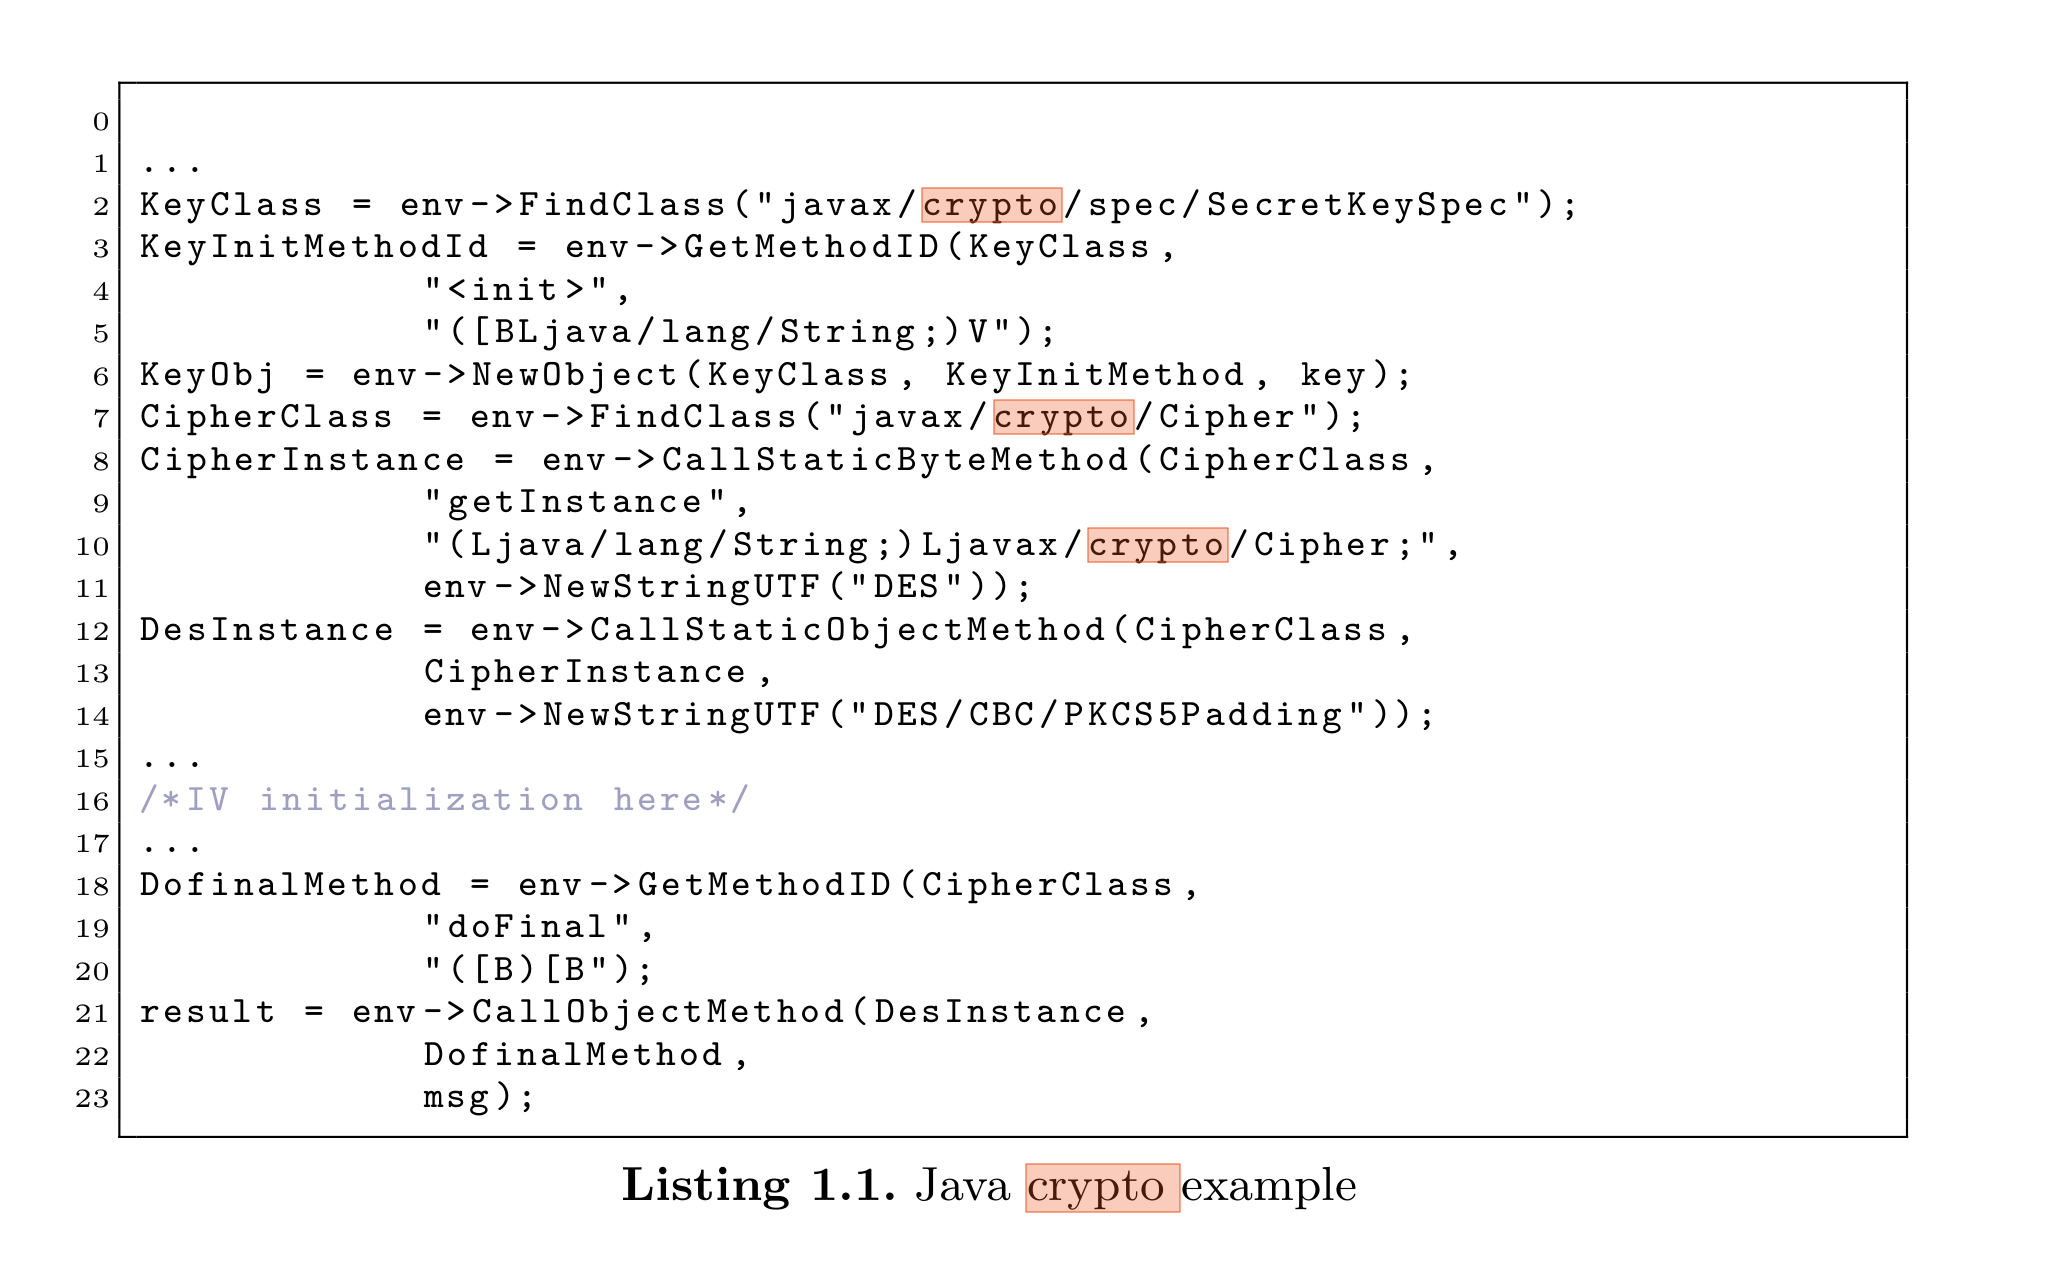 0
1 ...
2 KeyClass = env->FindClass("javax/crypto/spec/SecretKeySpec");
3 KeyInitMethodId = env->GetMethodID(KeyClass,
4             "<init>",
5             "([BLjava/lang/String;)V");
6 KeyObj = env->NewObject(KeyClass, KeyInitMethod, key);
7 CipherClass = env->FindClass("javax/crypto/Cipher");
8 CipherInstance = env->CallStaticByteMethod(CipherClass,
9             "getInstance",
10             "(Ljava/lang/String;)Ljavax/crypto/Cipher;",
11             env->NewStringUTF("DES"));
12 DesInstance = env->CallStaticObjectMethod(CipherClass,
13             CipherInstance,
14             env->NewStringUTF("DES/CBC/PKCS5Padding"));
15 ...
16 /*IV initialization here*/
17 ...
18 DofinalMethod = env->GetMethodID(CipherClass,
19             "doFinal",
20             "([B)[B");
21 result = env->CallObjectMethod(DesInstance,
22             DofinalMethod,
23             msg);
Listing 1.1. Java crypto example